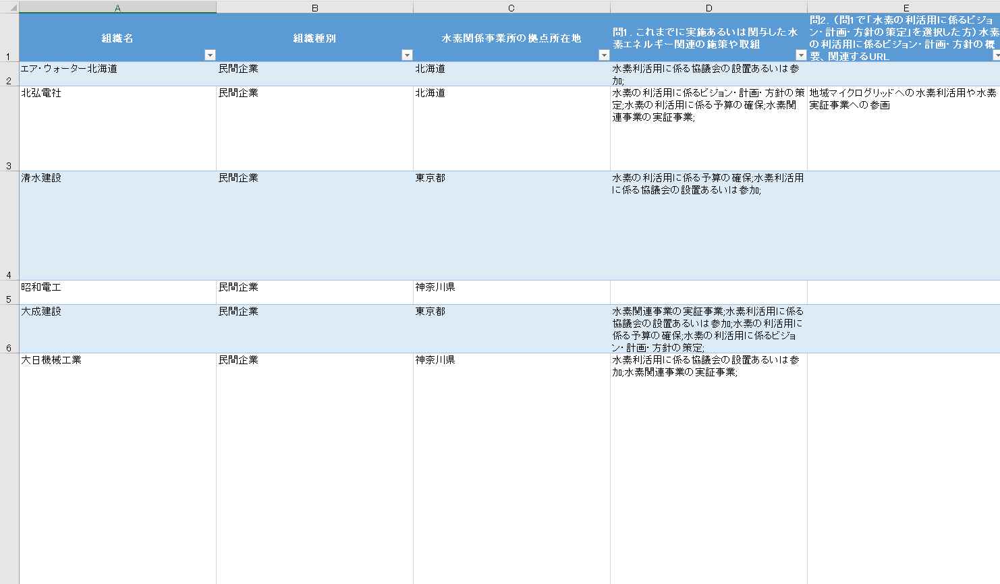 A B C D E
1
組織名
組織種別
水素関係事業所の拠点所在地
問1. これまでに実施あるいは関与した水
素エネルギー関連の施策や取組
問2. (問1で「水素の利活用に係るビジョ
ン・計画・方針の策定」を選択した方)水素
の利活用に係るビジョン・計画・方針の概
要、関連するURL
2
エア・ウォーター北海道
民間企業
北海道
水素利活用に係る協議会の設置あるいは参
加;
3
北弘電社
民間企業
北海道
水素の利活用に係るビジョン・計画・方針の策
定;水素の利活用に係る予算の確保;水素関
連事業の実証事業;
地域マイクログリッドへの水素利活用や水素
実証事業への参画
4
清水建設
民間企業
東京都
水素の利活用に係る予算の確保;水素利活用
に係る協議会の設置あるいは参加;
5
昭和電工
民間企業
神奈川県
6
大成建設
民間企業
東京都
水素関連事業の実証事業;水素利活用に係る
協議会の設置あるいは参加;水素の利活用に
係る予算の確保;水素の利活用に係るビジョ
ン・計画・方針の策定;
大日機械工業
民間企業
神奈川県
水素利活用に係る協議会の設置あるいは参
加;水素関連事業の実証事業;